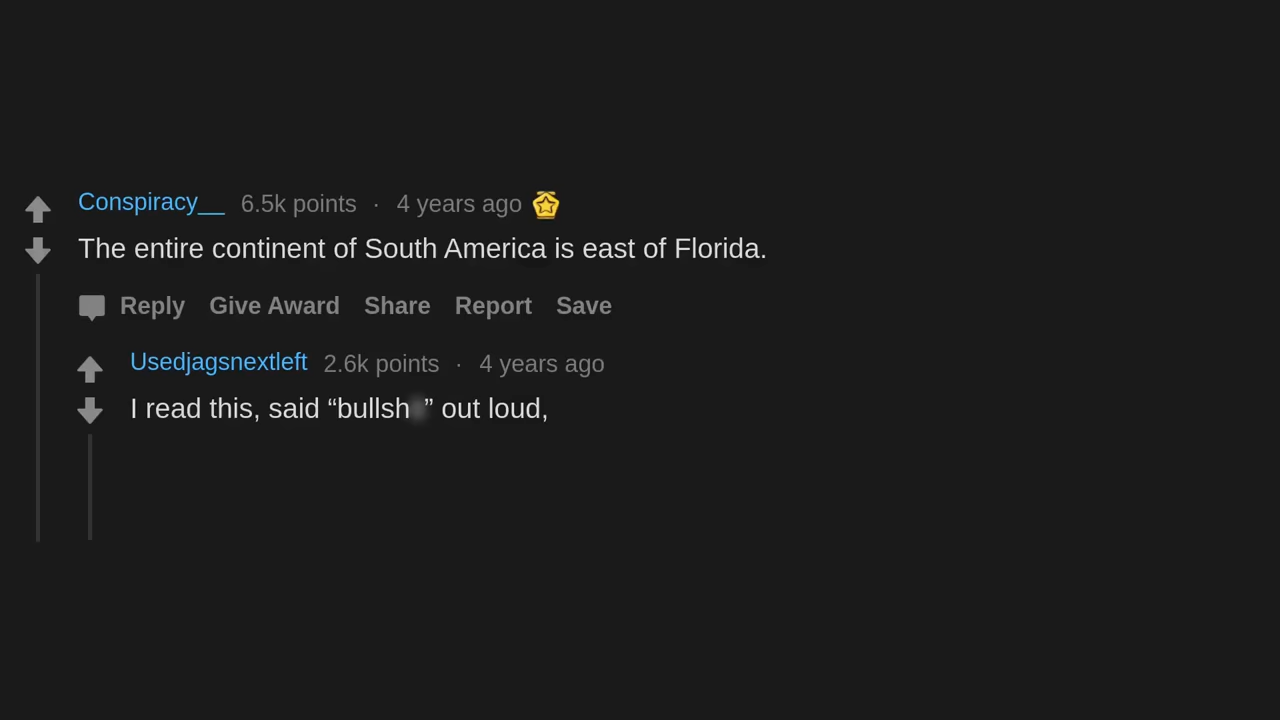 Conspiracy__ 6.5k points · 4 years ago
The entire continent of South America is east of Florida.
Reply Give Award Share Report Save
Usedjagsnextleft 2.6k points · 4 years ago
I read this, said “bullsh” out loud,